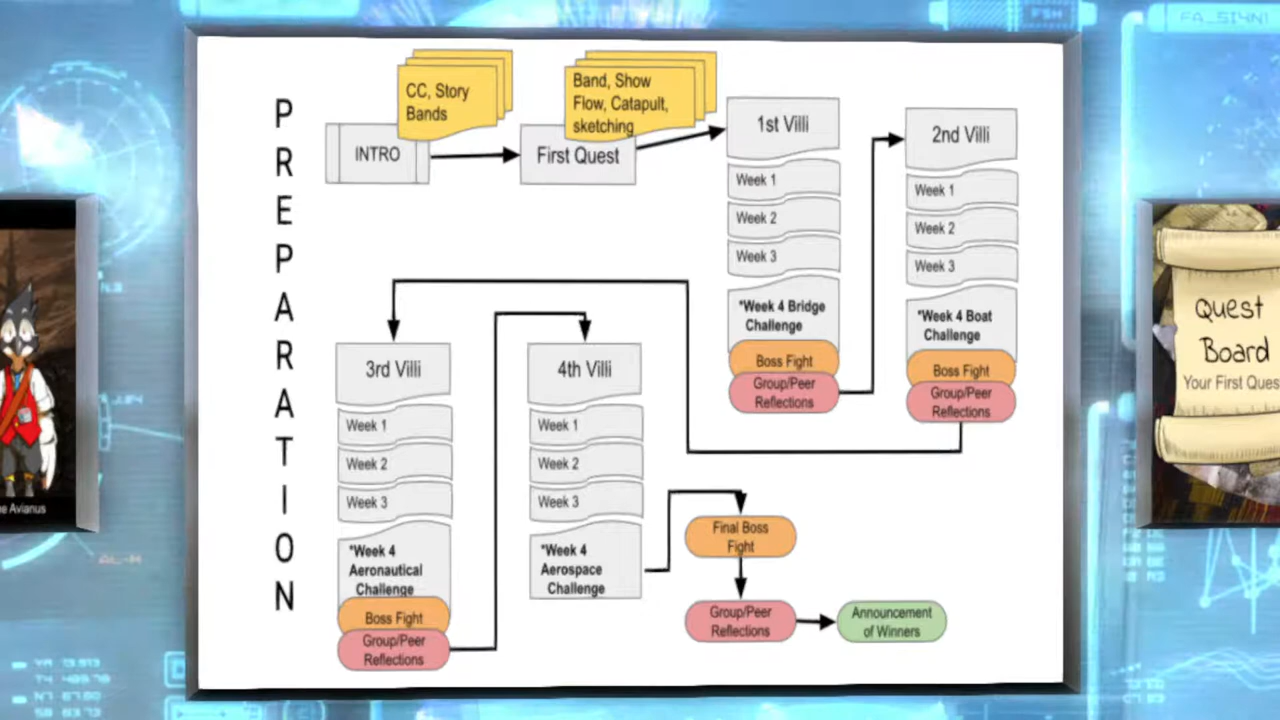 PREPARATION
CC, Story
Bands
INTRO
Band, Show
Flow, Catapult,
sketching
First Quest
1st Villi
Week 1
Week 2
Week 3
*Week 4 Bridge
Challenge
Boss Fight
Group/Peer
Reflections
2nd Villi
Week 1
Week 2
Week 3
*Week 4 Boat
Challenge
Boss Fight
Group/Peer
Reflections
3rd Villi
Week 1
Week 2
Week 3
*Week 4
Aeronautical
Challenge
Boss Fight
Group/Peer
Reflections
4th Villi
Week 1
Week 2
Week 3
*Week 4
Aerospace
Challenge
Final Boss
Fight
Group/Peer
Reflections
Announcement
of Winners
Avianus
Quest
Board
Your First